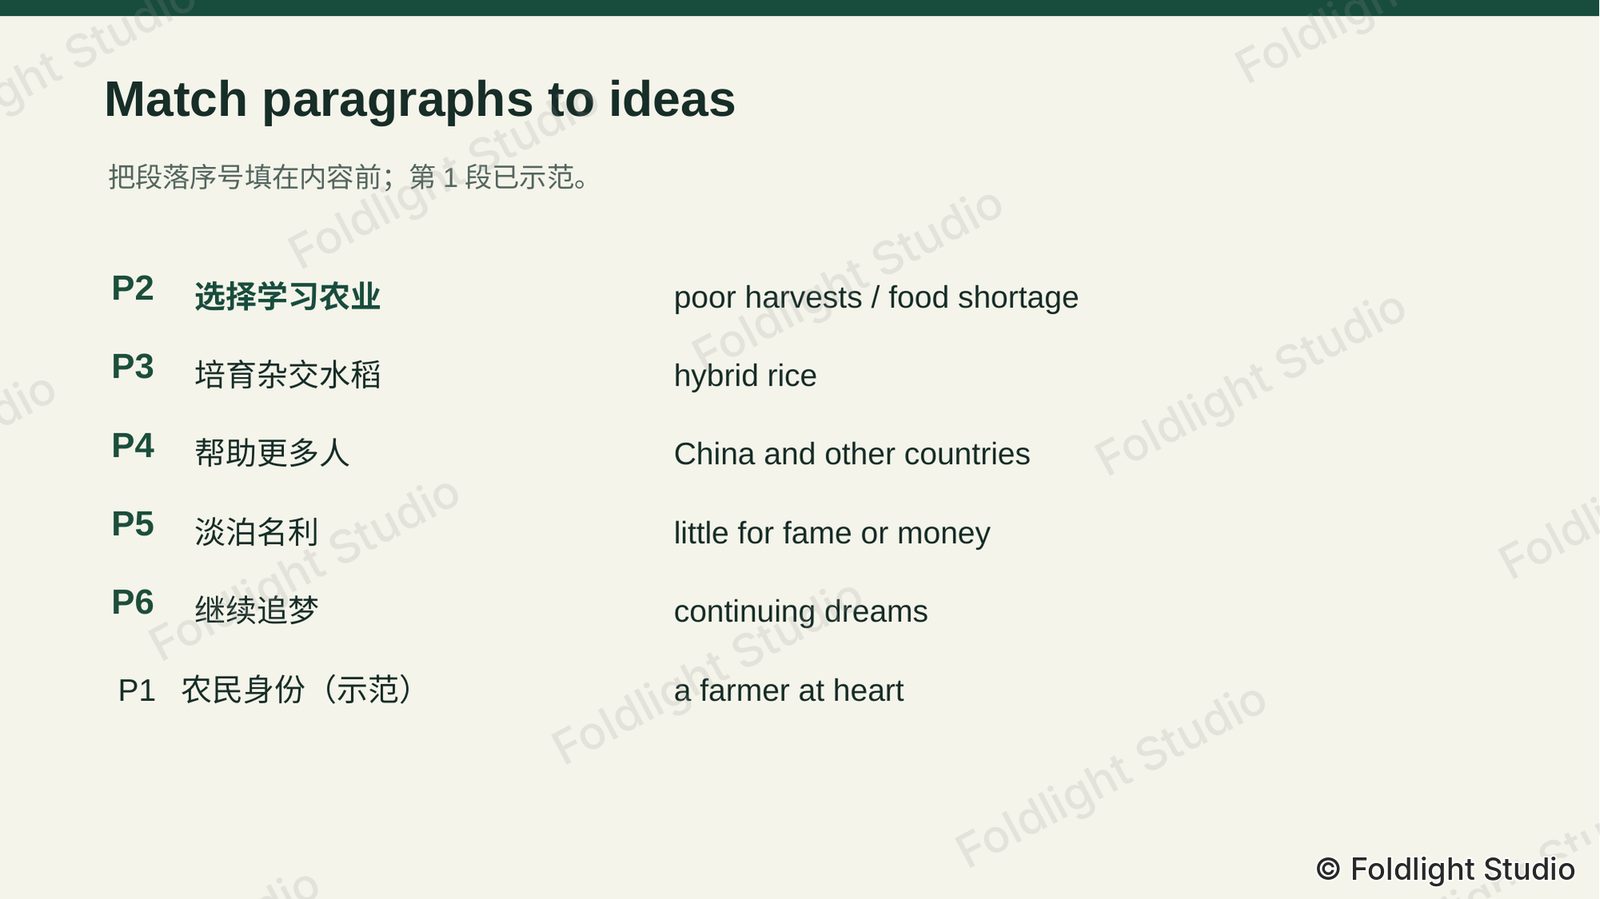 Match paragraphs to ideas
把段落序号填在内容前；第 1 段已示范。
P2 选择学习农业 poor harvests / food shortage
P3 培育杂交水稻 hybrid rice
P4 帮助更多人 China and other countries
P5 淡泊名利 little for fame or money
P6 继续追梦 continuing dreams
P1 农民身份（示范） a farmer at heart
© Foldlight Studio
Foldlight Studio